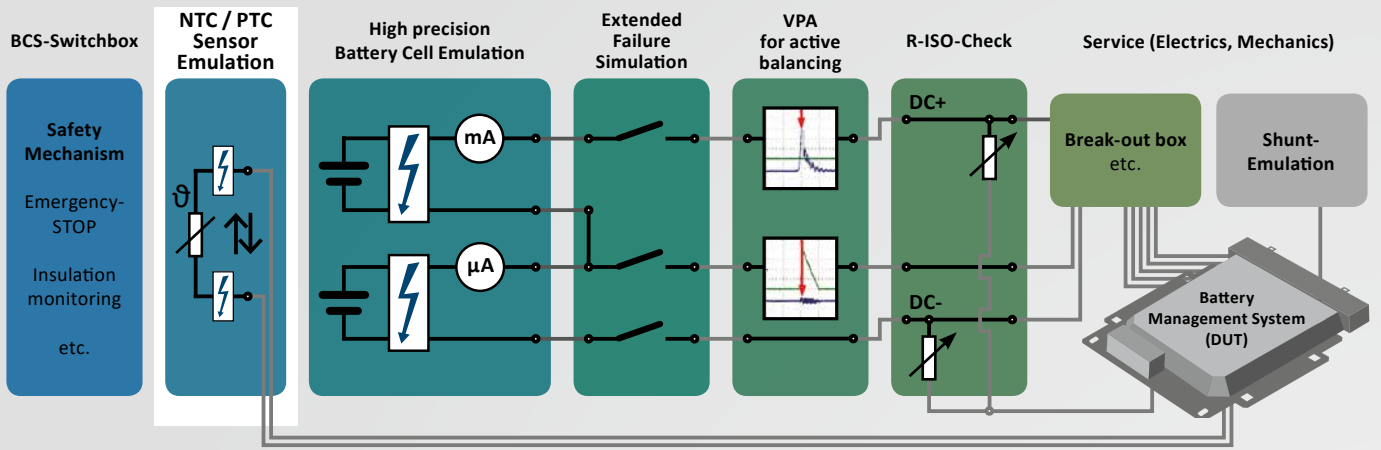 BCS-Switchbox
NTC / PTC
Sensor
Emulation
High precision
Battery Cell Emulation
Extended
Failure
Simulation
VPA
for active
balancing
R-ISO-Check
Service (Electrics, Mechanics)
Safety
Mechanism
Emergency-
STOP
Insulation
monitoring
etc.
ϑ
mA
µA
DC+
DC-
Break-out box
etc.
Shunt-
Emulation
Battery
Management System
(DUT)